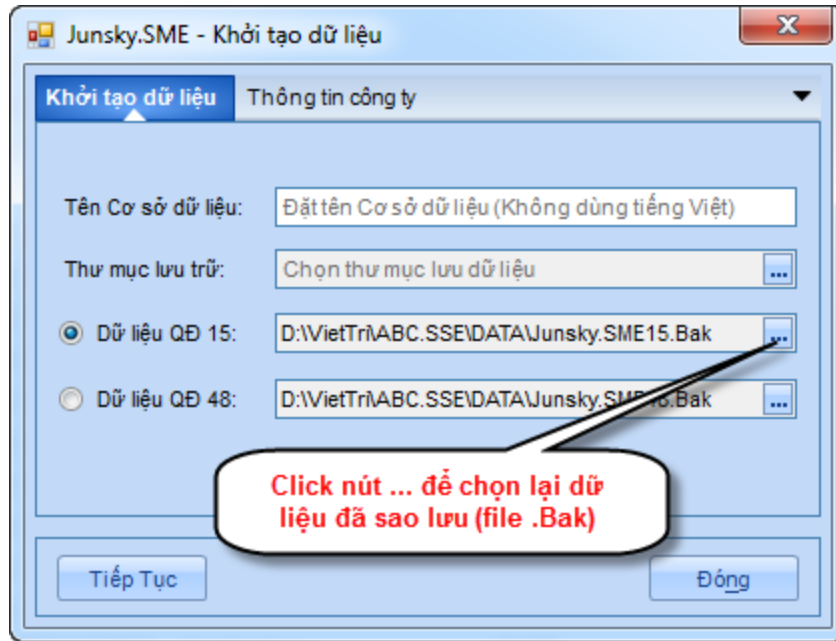 Junsky.SME - Khởi tạo dữ liệu
Khởi tạo dữ liệu Thông tin công ty
Tên Cơ sở dữ liệu: Đặt tên Cơ sở dữ liệu (Không dùng tiếng Việt)
Thư mục lưu trữ: Chọn thư mục lưu dữ liệu ...
Dữ liệu QĐ 15: D:\VietTri\ABC.SSE\DATA\Junsky.SME15.Bak ...
Dữ liệu QĐ 48: ...
Click nút ... để chọn lại dữ
liệu đã sao lưu (file .Bak)
Tiếp Tục Đóng